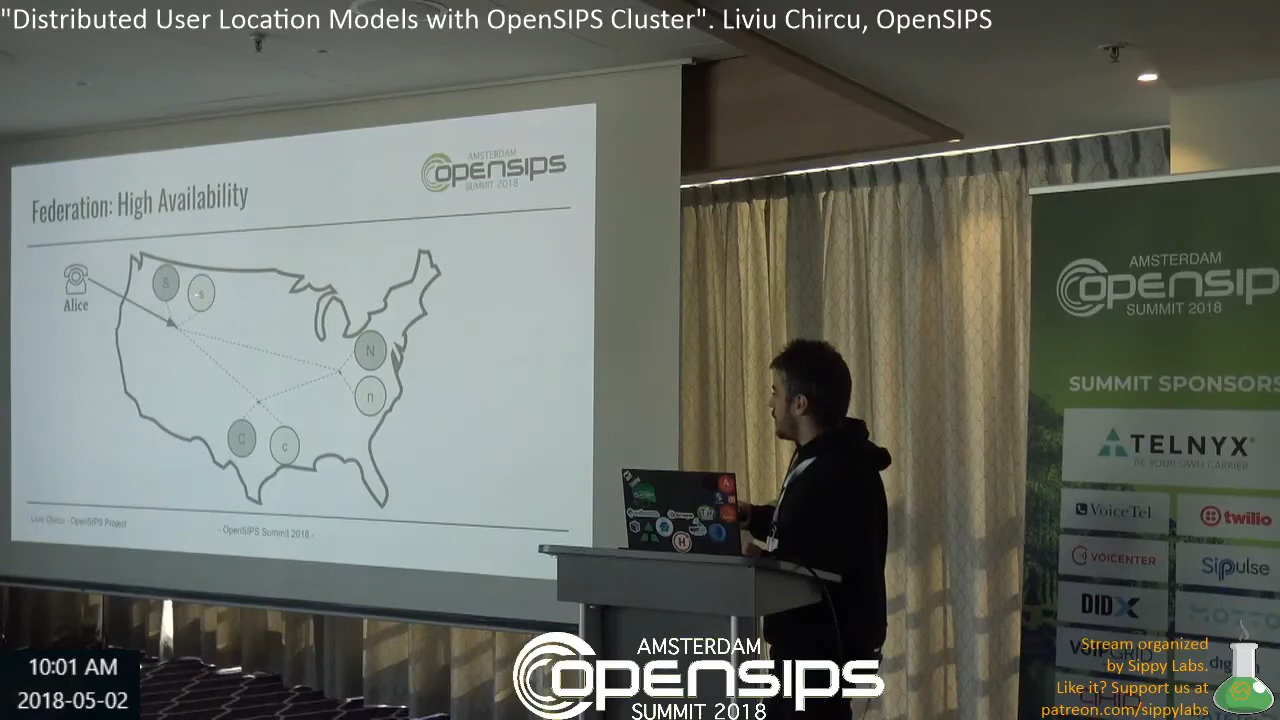 "Distributed User Location Models with OpenSIPS Cluster". Liviu Chircu, OpenSIPS
AMSTERDAM
OPENSIPS
SUMMIT 2018
Federation: High Availability
Alice
S
s
N
n
C
c
Liviu Chircu - OpenSIPS Project
- OpenSIPS Summit 2018 -
AMSTERDAM
OPENSIP
SUMMIT 2018
SUMMIT SPONSORS
TELNYX
BE YOUR OWN CARRIER
VoiceTel
twilio
VOICENTER
Sipulse
DIDX
VOIPGRID
10:01 AM
2018-05-02
AMSTERDAM
OPENSIPS
SUMMIT 2018
Stream organized
by Sippy Labs.
Like it? Support us at
patreon.com/sippylabs